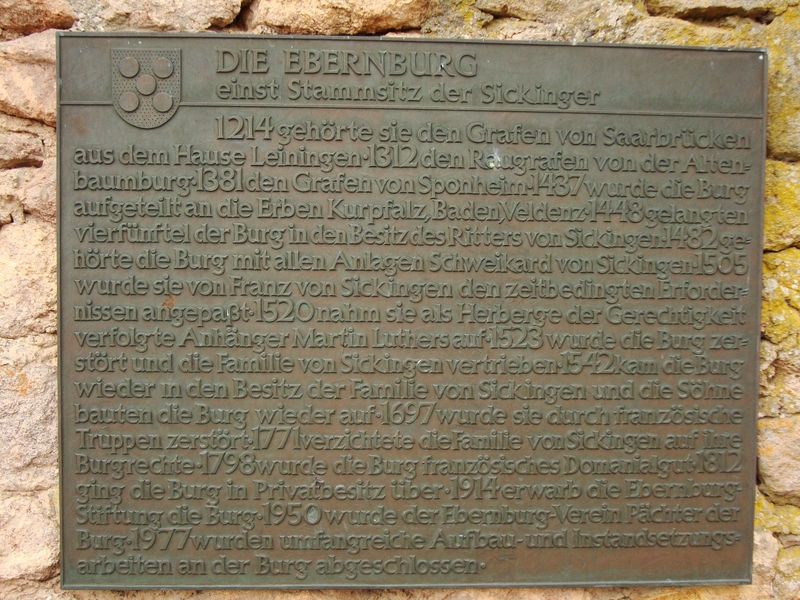 DIE EBERNBURG
einst Stammsitz der Sickinger
1214 gehörte sie den Grafen von Saarbrücken
aus dem Hause Leiningen·1312 den Raugrafen von der Alten-
baumburg·1381 den Grafen von Sponheim·1437 wurde die Burg
aufgeteilt an die Erben Kurpfalz, Baden, Veldenz·1448 gelangten
vierfünftel der Burg in den Besitz des Ritters von Sickingen·1482 ge-
hörte die Burg mit allen Anlagen Schweikard von Sickingen·1505
wurde sie von Franz von Sickingen den zeitbedingten Erforder-
nissen angepaßt·1520 nahm sie als Herberge der Gerechtigkeit
verfolgte Anhänger Martin Luthers auf·1523 wurde die Burg zer-
stört und die Familie von Sickingen vertrieben·1542 kam die Burg
wieder in den Besitz der Familie von Sickingen und die Söhne
bauten die Burg wieder auf·1697 wurde sie durch französische
Truppen zerstört·1771 verzichtete die Familie von Sickingen auf ihre
Burgrechte·1798 wurde die Burg französisches Domanialgut·1812
ging die Burg in Privatbesitz über·1914 erwarb die Ebernburg-
Stiftung die Burg·1950 wurde der Ebernburg-Verein Pächter der
Burg·1977 wurden umfangreiche Aufbau- und Instandsetzungs-
arbeiten an der Burg abgeschlossen·